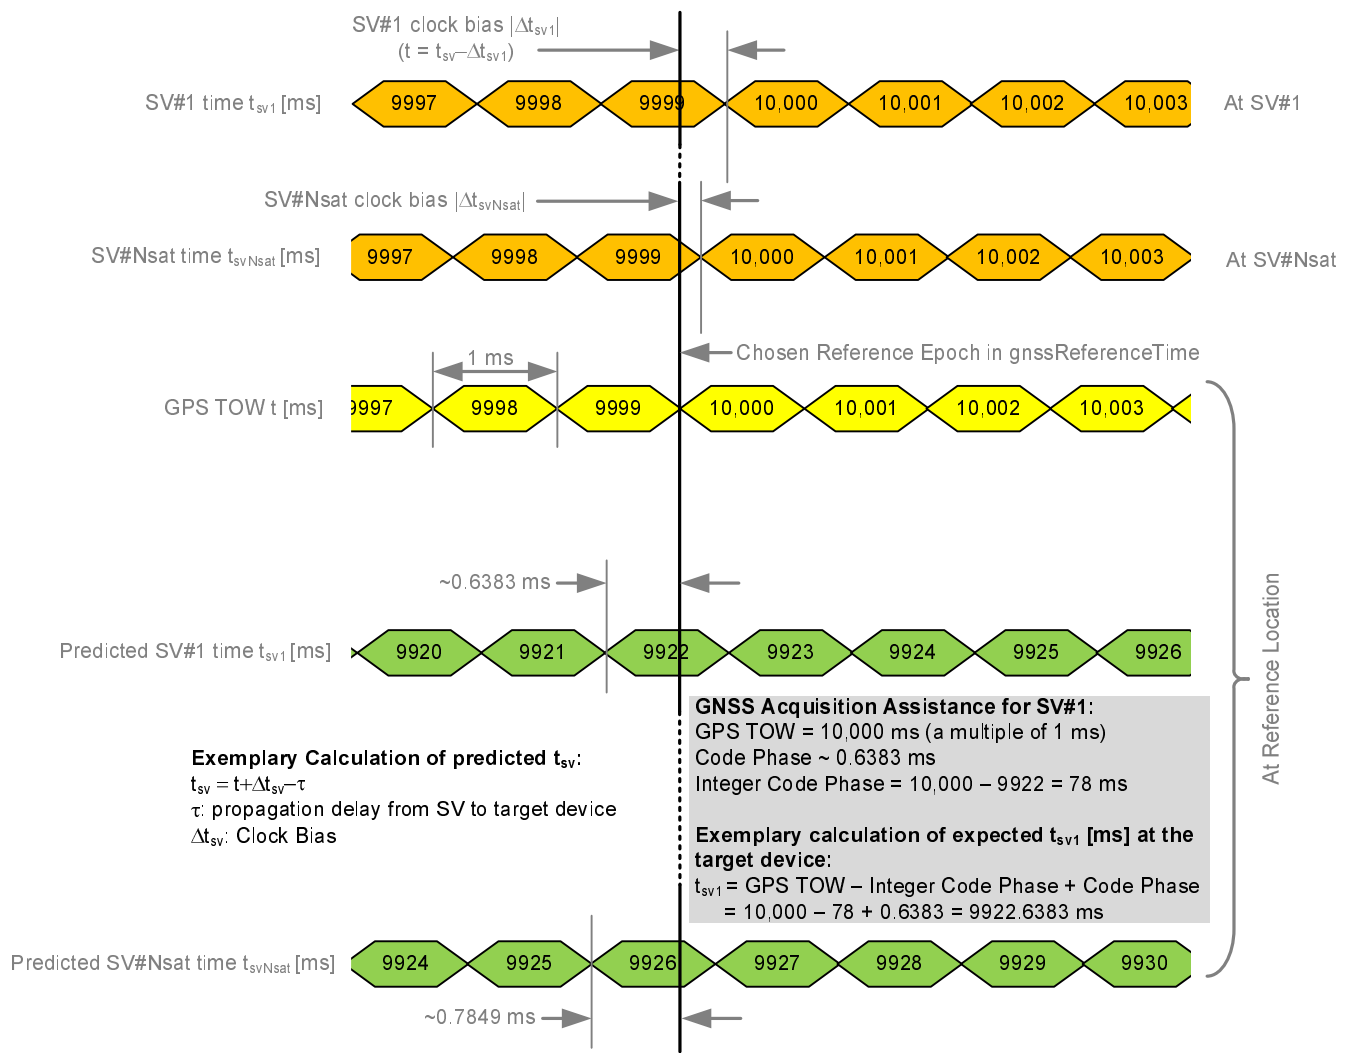 SV#1 clock bias |Δtsv1|
(t = tsv–Δtsv1)
SV#1 time tsv1 [ms]
9997 9998 9999 10,000 10,001 10,002 10,003
At SV#1
SV#Nsat clock bias |ΔtsvNsat|
SV#Nsat time tsvNsat [ms]
9997 9998 9999 10,000 10,001 10,002 10,003
At SV#Nsat
1 ms
Chosen Reference Epoch in gnssReferenceTime
GPS TOW t [ms]
9997 9998 9999 10,000 10,001 10,002 10,003
~0.6383 ms
Predicted SV#1 time tsv1 [ms]
9920 9921 9922 9923 9924 9925 9926
At Reference Location
GNSS Acquisition Assistance for SV#1:
GPS TOW = 10,000 ms (a multiple of 1 ms)
Code Phase ~ 0.6383 ms
Integer Code Phase = 10,000 – 9922 = 78 ms
Exemplary calculation of expected tsv1 [ms] at the
target device:
tsv1 = GPS TOW – Integer Code Phase + Code Phase
= 10,000 – 78 + 0.6383 = 9922.6383 ms
Exemplary Calculation of predicted tsv:
tsv = t+Δtsv–τ
τ: propagation delay from SV to target device
Δtsv: Clock Bias
Predicted SV#Nsat time tsvNsat [ms]
9924 9925 9926 9927 9928 9929 9930
~0.7849 ms